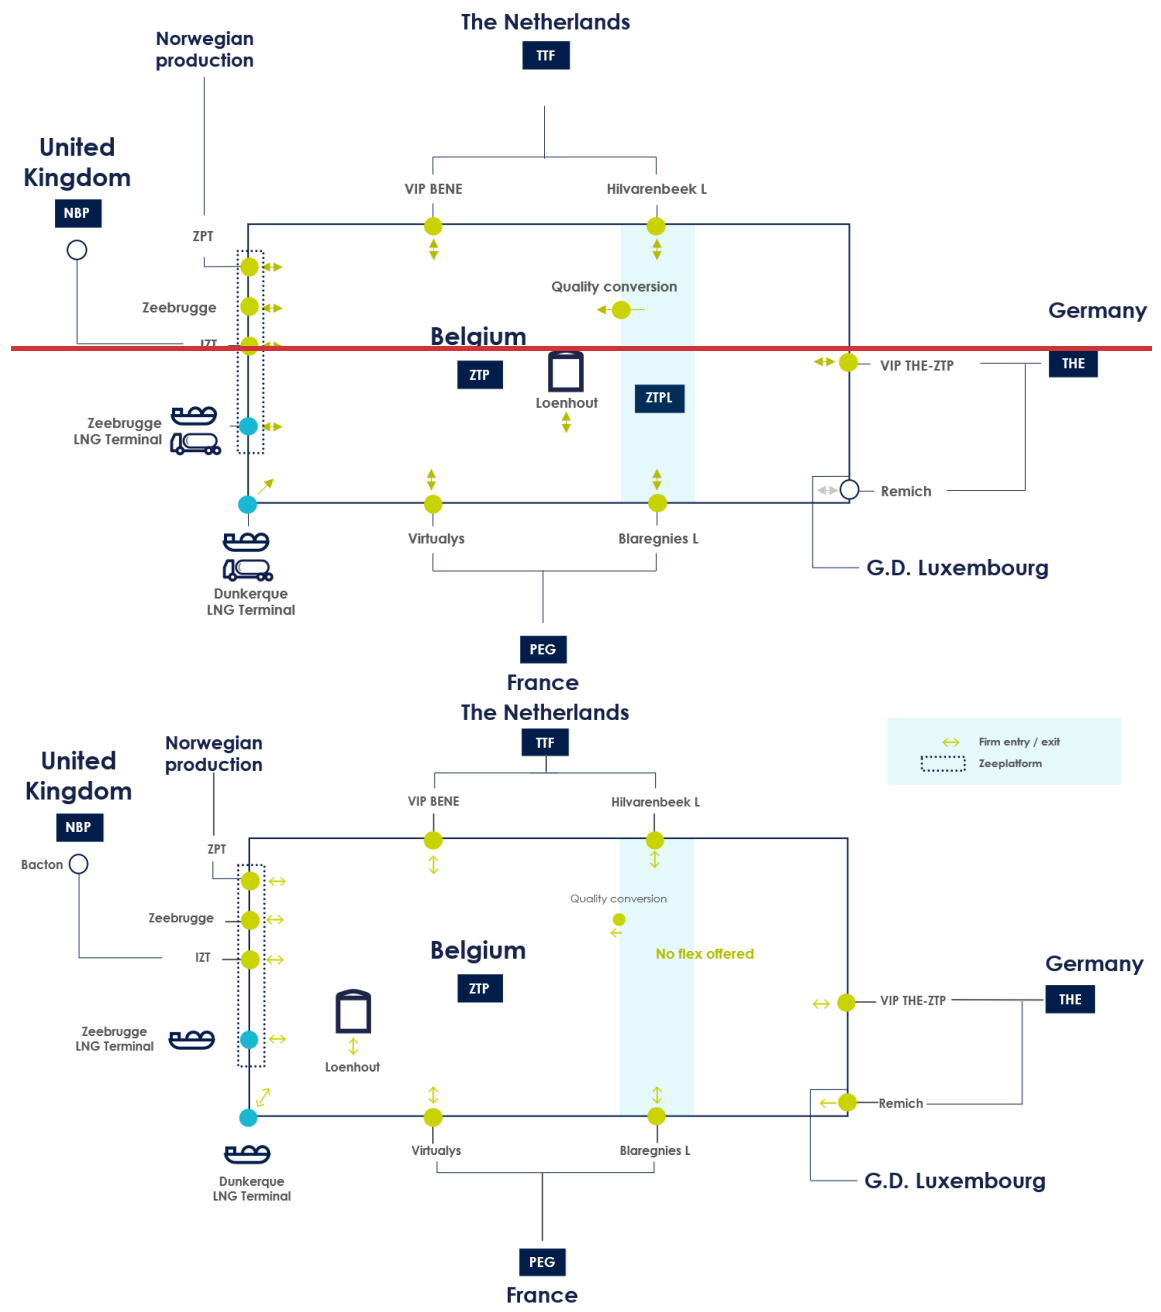 The Netherlands
TTF
Norwegian
production
United
Kingdom
NBP
VIP BENE
Hilvarenbeek L
ZPT
Quality conversion
Zeebrugge
Germany
Belgium
IZT
VIP THE-ZTP
THE
ZTP
Loenhout
ZTPL
Zeebrugge
LNG Terminal
Remich
Virtualys
Blaregnies L
G.D. Luxembourg
Dunkerque
LNG Terminal
PEG
France
The Netherlands
TTF
Norwegian
production
Firm entry / exit
Zeeplatform
United
Kingdom
NBP
VIP BENE
Hilvarenbeek L
ZPT
Bacton
Quality conversion
Zeebrugge
Belgium
No flex offered
IZT
Germany
ZTP
VIP THE-ZTP
THE
Zeebrugge
LNG Terminal
Loenhout
Remich
Virtualys
Blaregnies L
Dunkerque
LNG Terminal
G.D. Luxembourg
PEG
France